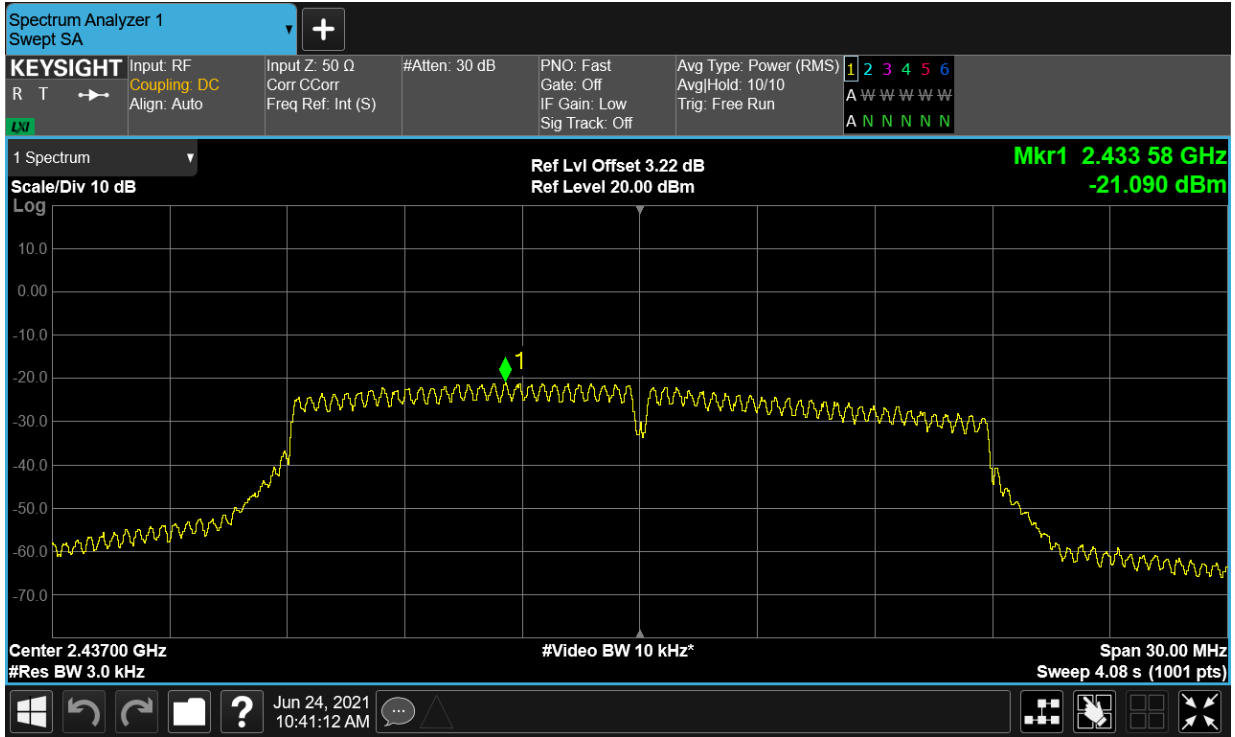 Spectrum Analyzer 1
Swept SA
+
KEYSIGHT
R T
LXI
Input: RF
Coupling: DC
Align: Auto
Input Z: 50 Ω
Corr CCorr
Freq Ref: Int (S)
#Atten: 30 dB
PNO: Fast
Gate: Off
IF Gain: Low
Sig Track: Off
Avg Type: Power (RMS)
Avg|Hold: 10/10
Trig: Free Run
1 2 3 4 5 6
A W W W W W
A N N N N N
1 Spectrum
Scale/Div 10 dB
Log
Ref Lvl Offset 3.22 dB
Ref Level 20.00 dBm
Mkr1 2.433 58 GHz
-21.090 dBm
10.0
0.00
-10.0
1
-20.0
-30.0
-40.0
-50.0
-60.0
-70.0
Center 2.43700 GHz
#Res BW 3.0 kHz
#Video BW 10 kHz*
Span 30.00 MHz
Sweep 4.08 s (1001 pts)
?
Jun 24, 2021
10:41:12 AM